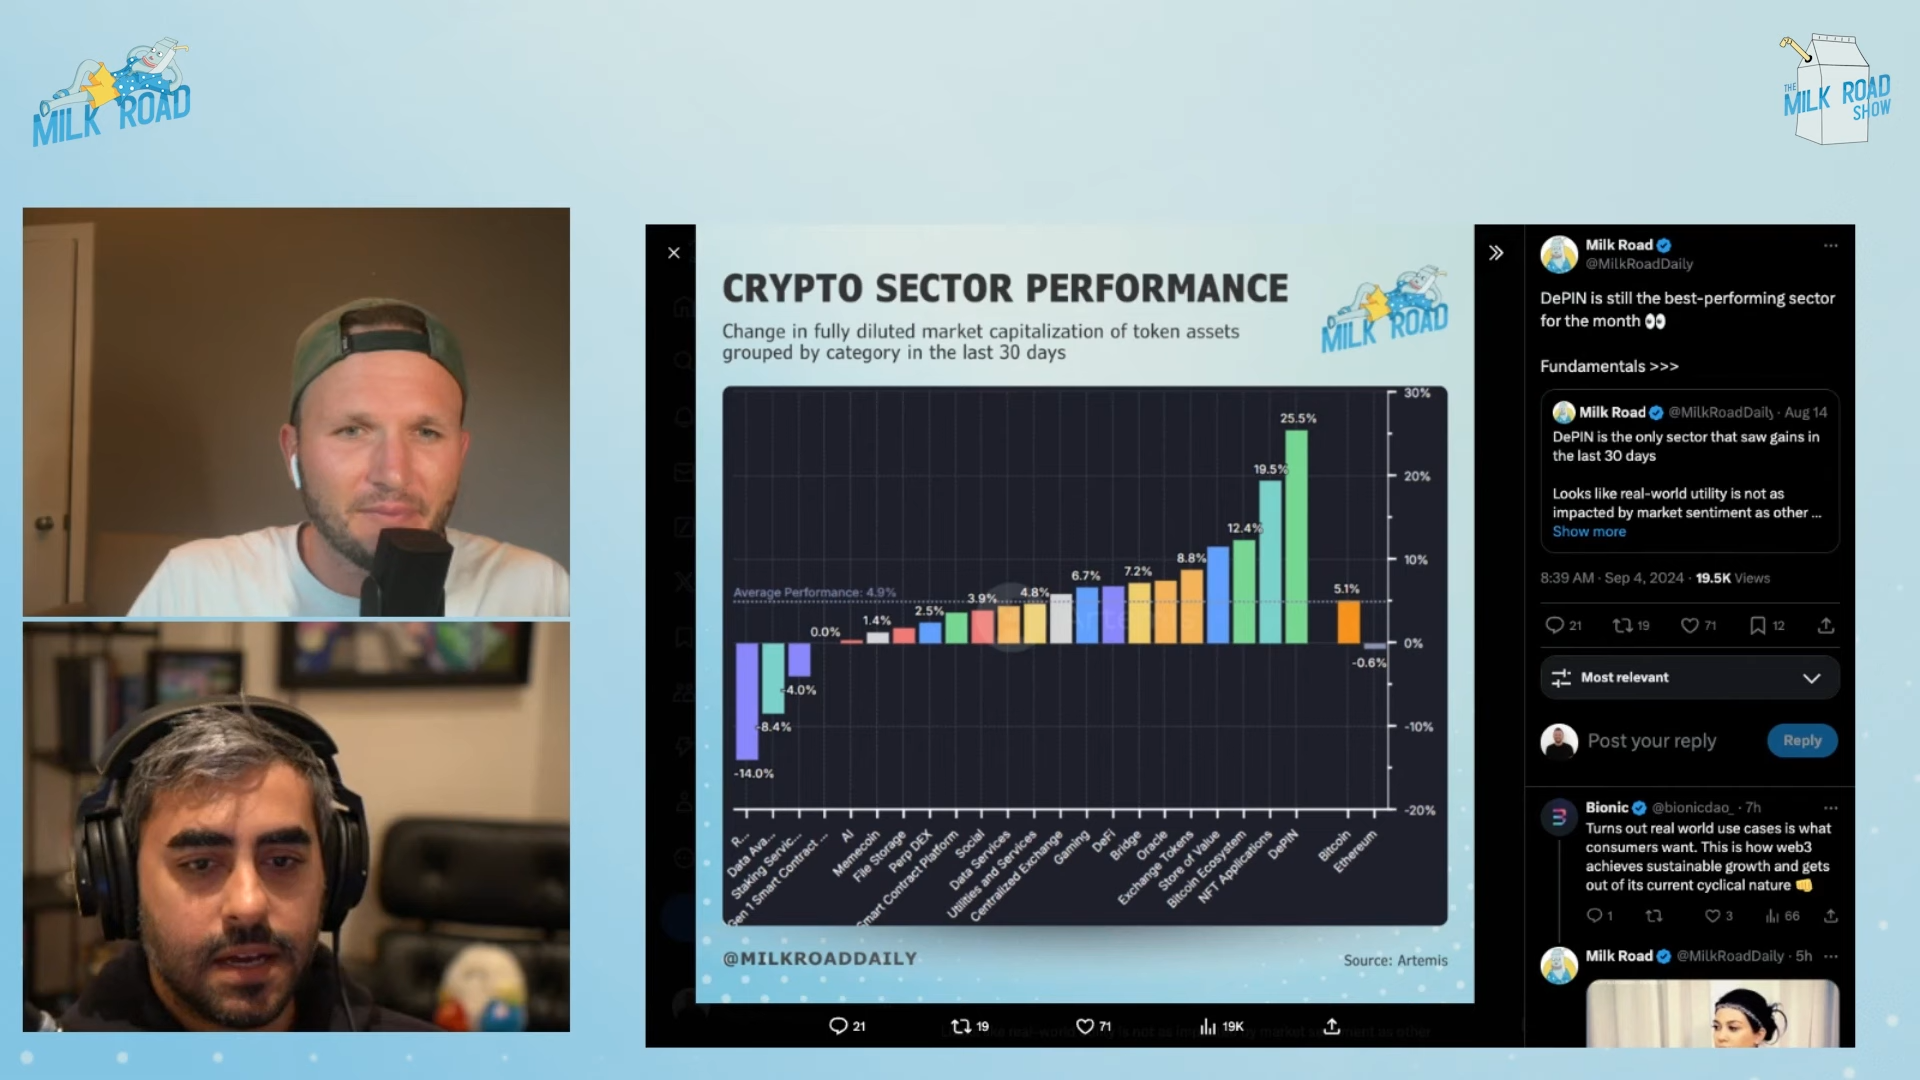 MILK ROAD
THE
MILK ROAD
SHOW
CRYPTO SECTOR PERFORMANCE
Change in fully diluted market capitalization of token assets
grouped by category in the last 30 days
MILK ROAD
30%
20%
10%
0%
-10%
-20%
Average Performance: 4.9%
-14.0%
-8.4%
-4.0%
0.0%
1.4%
2.5%
3.9%
4.8%
6.7%
7.2%
8.8%
12.4%
19.5%
25.5%
5.1%
-0.6%
R...
Data Ava...
Staking Servic...
Gen 1 Smart Contract ...
AI
Memecoin
File Storage
Perp DEX
Smart Contract Platform
Social
Data Services
Utilities and Services
Centralized Exchange
Gaming
DeFi
Bridge
Oracle
Exchange Tokens
Store of Value
Bitcoin Ecosystem
NFT Applications
DePIN
Bitcoin
Ethereum
@MILKROADDAILY
Source: Artemis
21 19 71 19K
Milk Road
@MilkRoadDaily
DePIN is still the best-performing sector
for the month 👀
Fundamentals >>>
Milk Road @MilkRoadDaily · Aug 14
DePIN is the only sector that saw gains in
the last 30 days
Looks like real-world utility is not as
impacted by market sentiment as other ...
Show more
8:39 AM · Sep 4, 2024 · 19.5K Views
21 19 71 12
Most relevant
Post your reply
Reply
Bionic @bionicdao_ · 7h
Turns out real world use cases is what
consumers want. This is how web3
achieves sustainable growth and gets
out of its current cyclical nature 👊
1 3 66
Milk Road @MilkRoadDaily · 5h